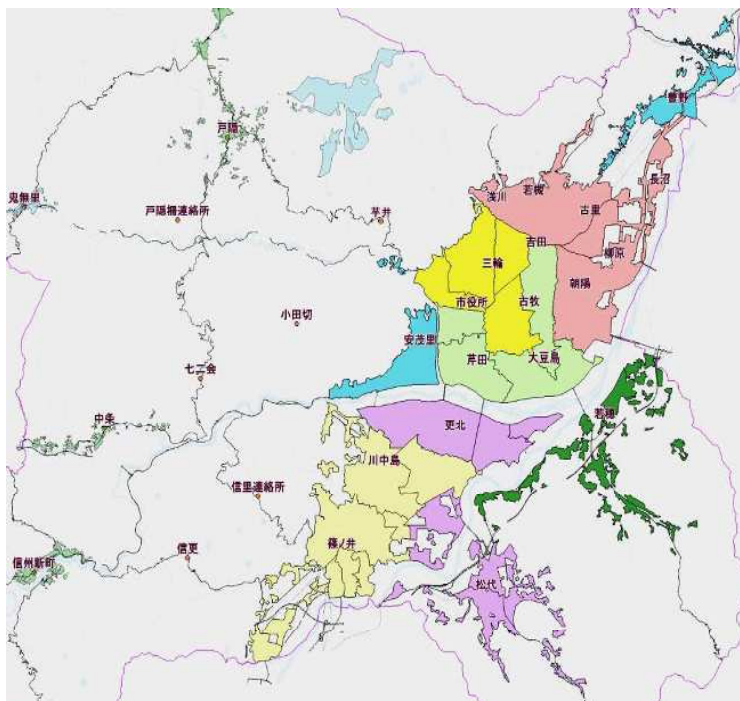 豊野
戸隠
長沼
鬼無里
浅川
若槻
戸隠柵連絡所
芋井
古里
吉田
柳原
三輪
朝陽
市役所
古牧
小田切
安茂里
芹田
大豆島
七二会
中条
更北
若穂
川中島
信里連絡所
篠ノ井
信更
信州新町
松代